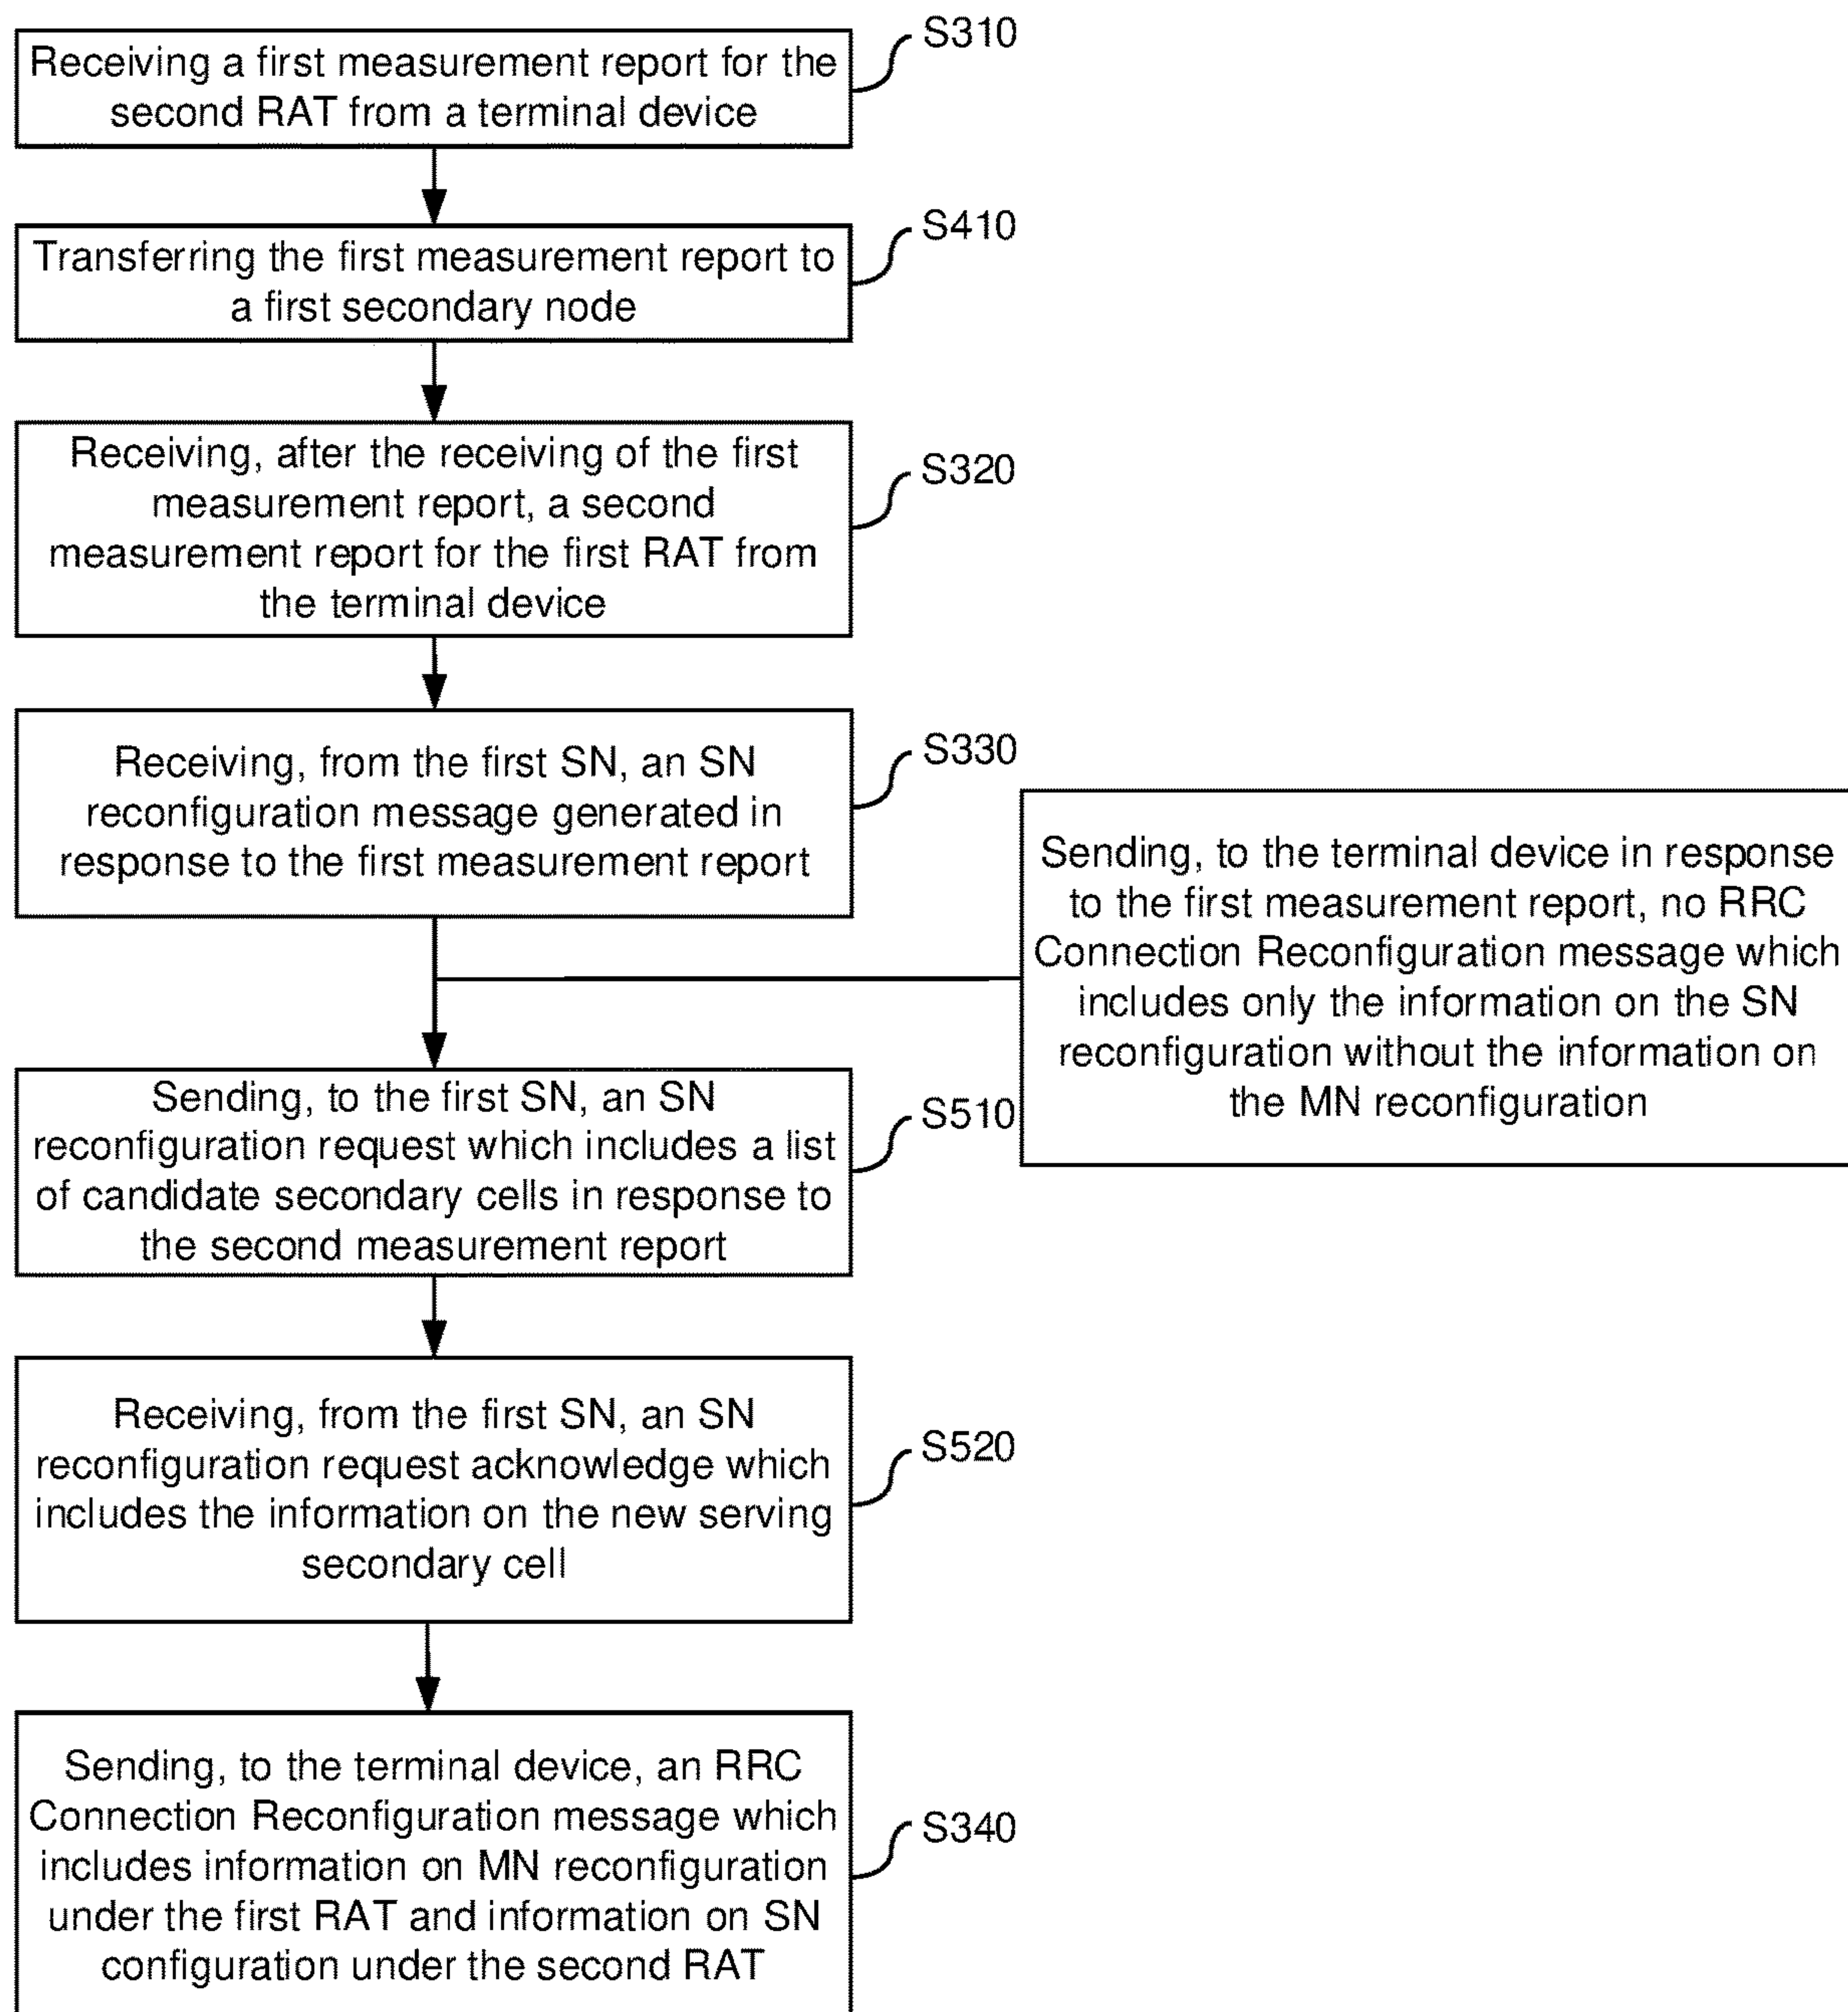 S310
Receiving a first measurement report for the
second RAT from a terminal device
S410
Transferring the first measurement report to
a first secondary node
S320
Receiving, after the receiving of the first
measurement report, a second
measurement report for the first RAT from
the terminal device
S330
Receiving, from the first SN, an SN
reconfiguration message generated in
response to the first measurement report
Sending, to the terminal device in response
to the first measurement report, no RRC
Connection Reconfiguration message which
includes only the information on the SN
reconfiguration without the information on
the MN reconfiguration
S510
Sending, to the first SN, an SN
reconfiguration request which includes a list
of candidate secondary cells in response to
the second measurement report
S520
Receiving, from the first SN, an SN
reconfiguration request acknowledge which
includes the information on the new serving
secondary cell
S340
Sending, to the terminal device, an RRC
Connection Reconfiguration message which
includes information on MN reconfiguration
under the first RAT and information on SN
configuration under the second RAT